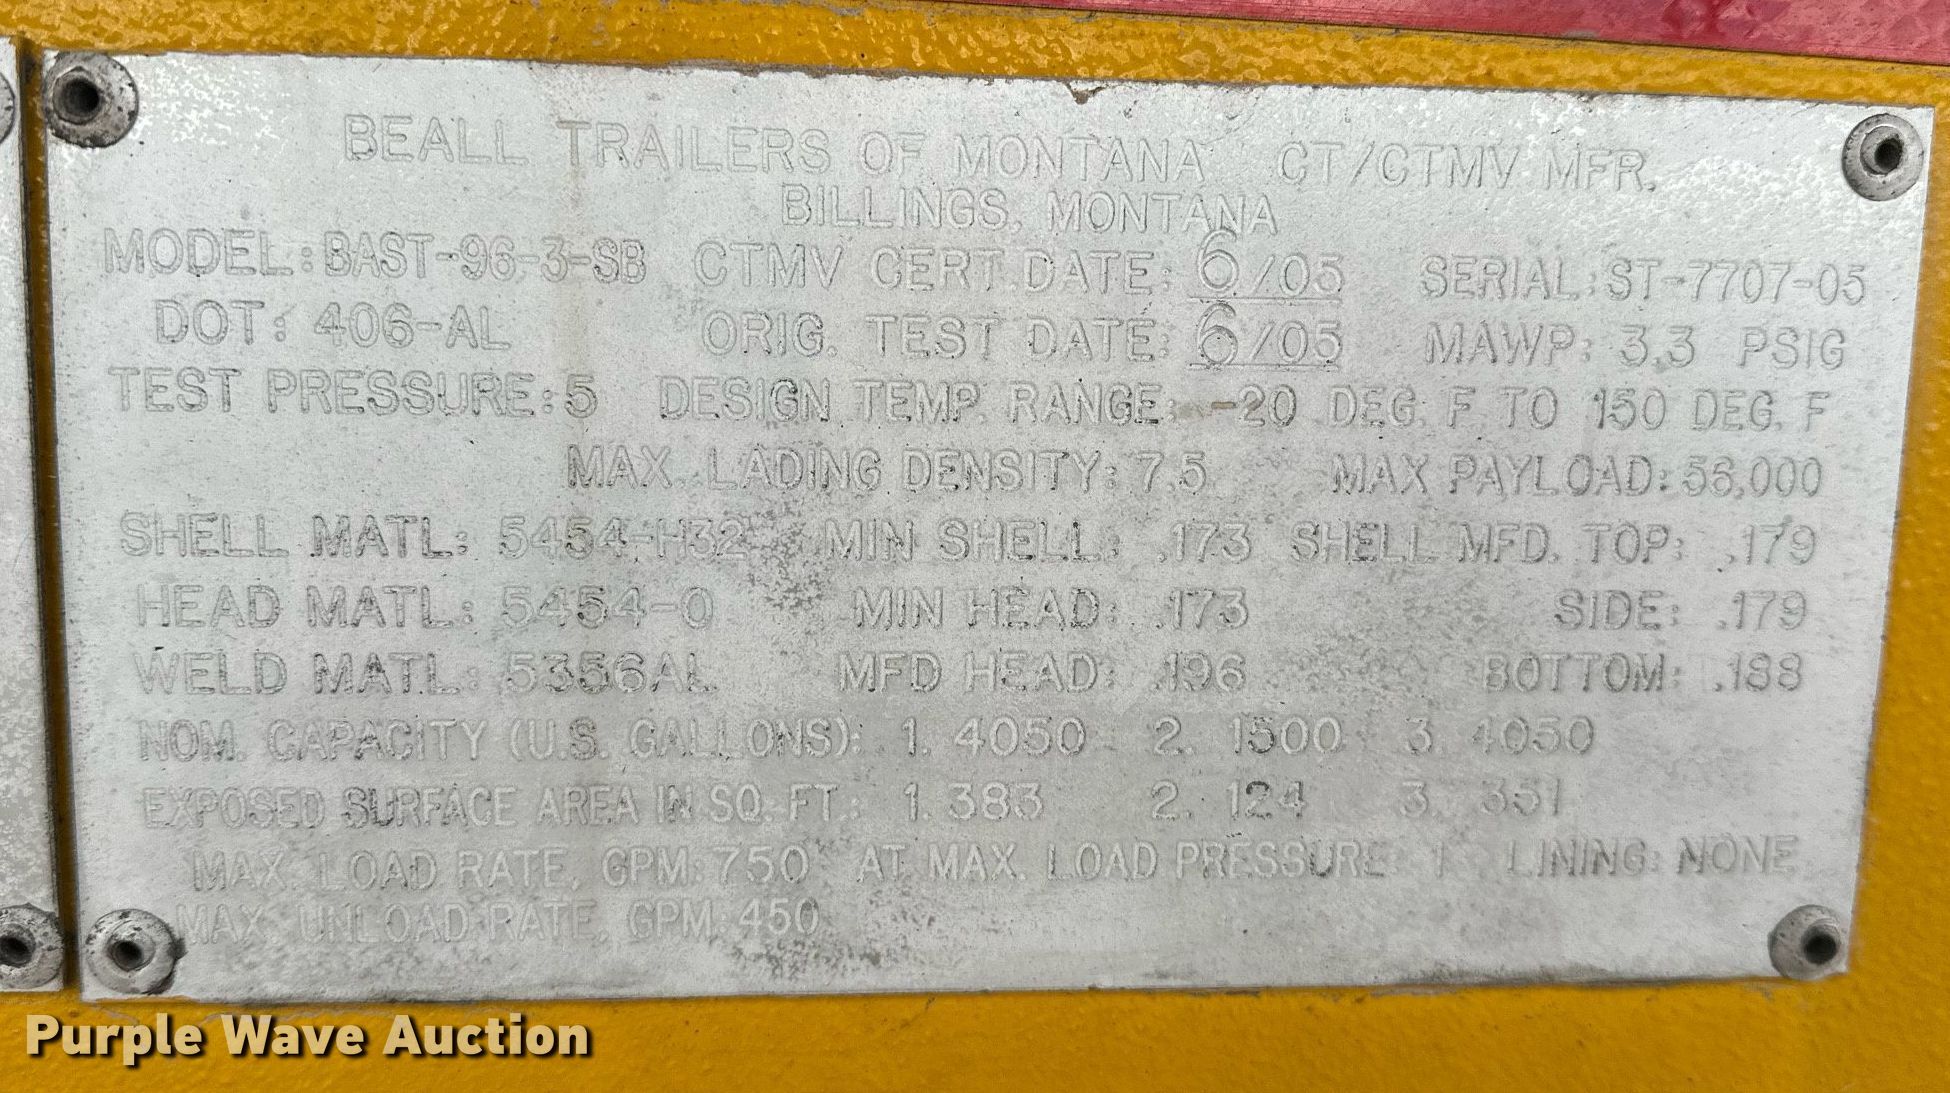 BEALL TRAILERS OF MONTANA CT/CTMV MFR.
BILLINGS, MONTANA
MODEL: BAST-96-3-SB CTMV CERT. DATE: 6/05 SERIAL: ST-7707-05
DOT: 406-AL ORIG. TEST DATE: 6/05 MAWP: 3.3 PSIG
TEST PRESSURE: 5 DESIGN TEMP. RANGE: -20 DEG. F TO 150 DEG. F
MAX. LADING DENSITY: 7.5 MAX PAYLOAD: 56,000
SHELL MATL: 5454-H32 MIN SHELL: .173 SHELL MFD. TOP: .179
HEAD MATL: 5454-0 MIN HEAD: .173 SIDE: .179
WELD MATL: 5356AL MFD HEAD: .196 BOTTOM: .188
NOM. CAPACITY (U.S. GALLONS): 1. 4050 2. 1500 3. 4050
EXPOSED SURFACE AREA IN SQ. FT.: 1. 383 2. 124 3. 351
MAX. LOAD RATE, GPM: 750 AT MAX. LOAD PRESSURE: 1 LINING: NONE
MAX. UNLOAD RATE, GPM: 450
Purple Wave Auction